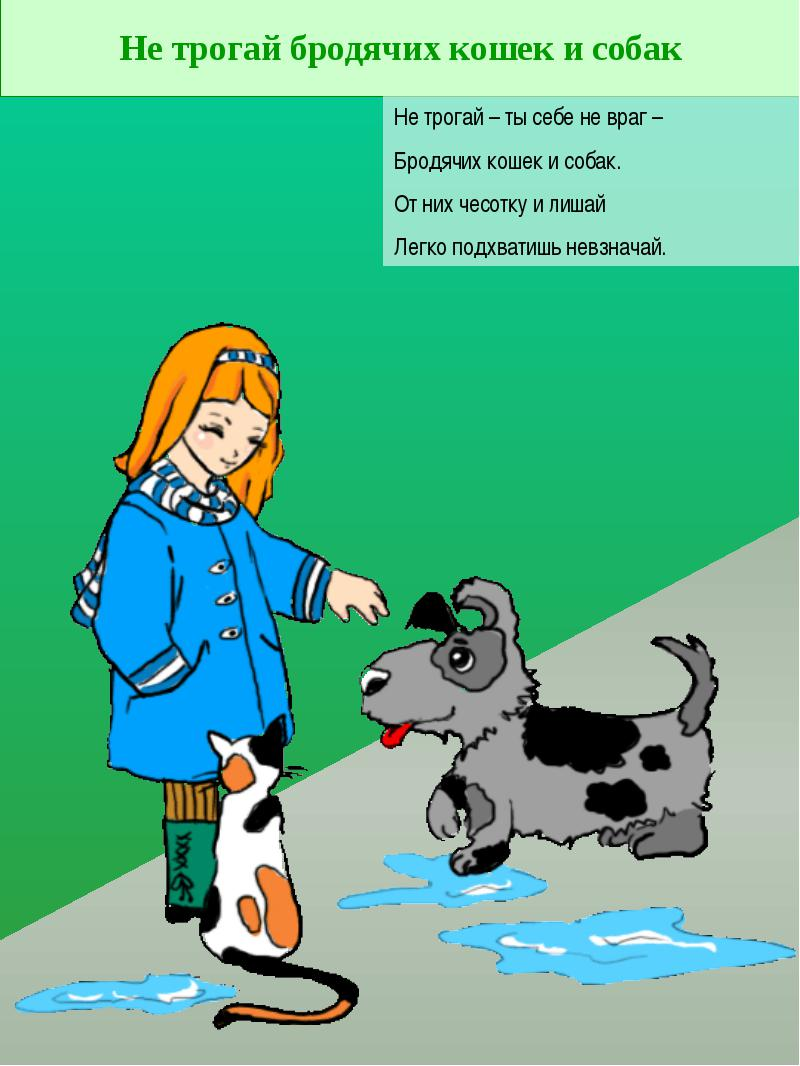 Не трогай бродячих кошек и собак
Не трогай – ты себе не враг –
Бродячих кошек и собак.
От них чесотку и лишай
Легко подхватишь невзначай.